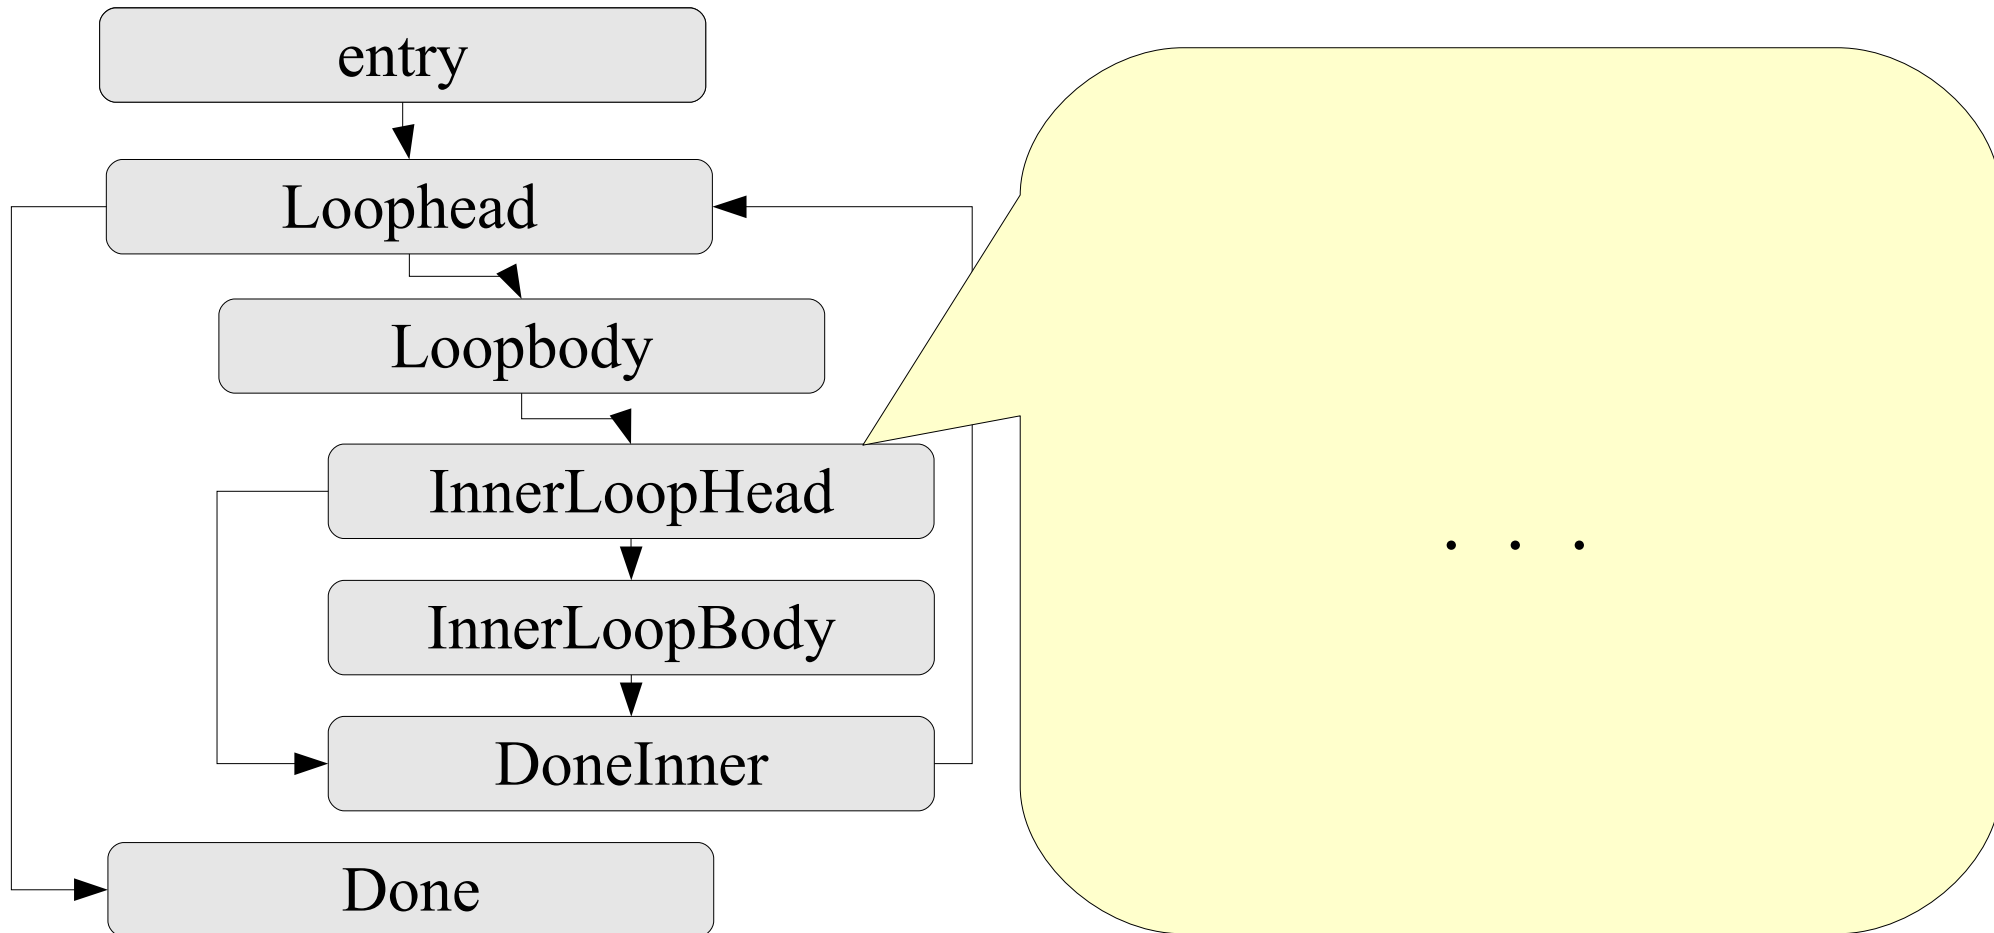 entry
Loophead
Loopbody
InnerLoopHead
InnerLoopBody
DoneInner
Done
. . .